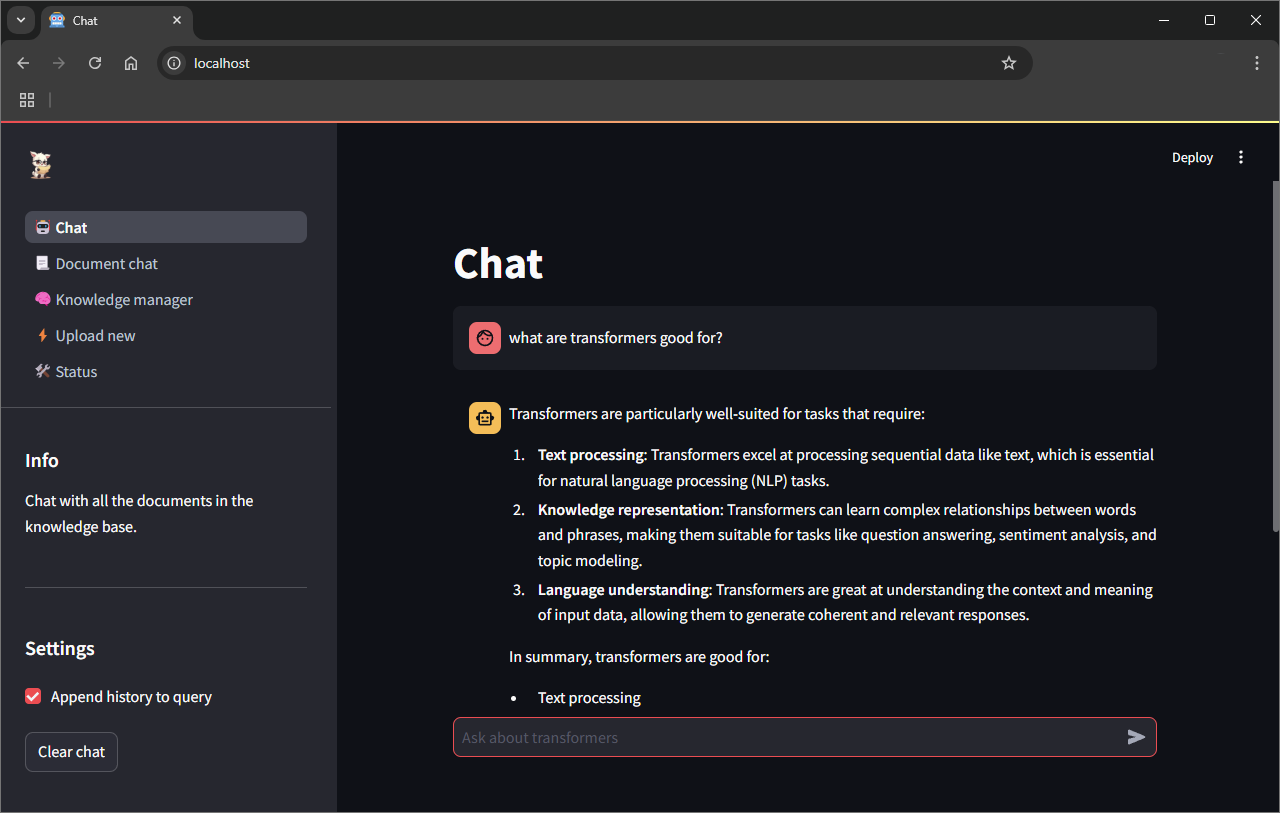 Chat
localhost
Deploy
Chat
Document chat
Knowledge manager
Upload new
Status
Info
Chat with all the documents in the
knowledge base.
Settings
Append history to query
Clear chat
Chat
what are transformers good for?
Transformers are particularly well-suited for tasks that require:
1. Text processing: Transformers excel at processing sequential data like text, which is essential
for natural language processing (NLP) tasks.
2. Knowledge representation: Transformers can learn complex relationships between words
and phrases, making them suitable for tasks like question answering, sentiment analysis, and
topic modeling.
3. Language understanding: Transformers are great at understanding the context and meaning
of input data, allowing them to generate coherent and relevant responses.
In summary, transformers are good for:
• Text processing
Ask about transformers